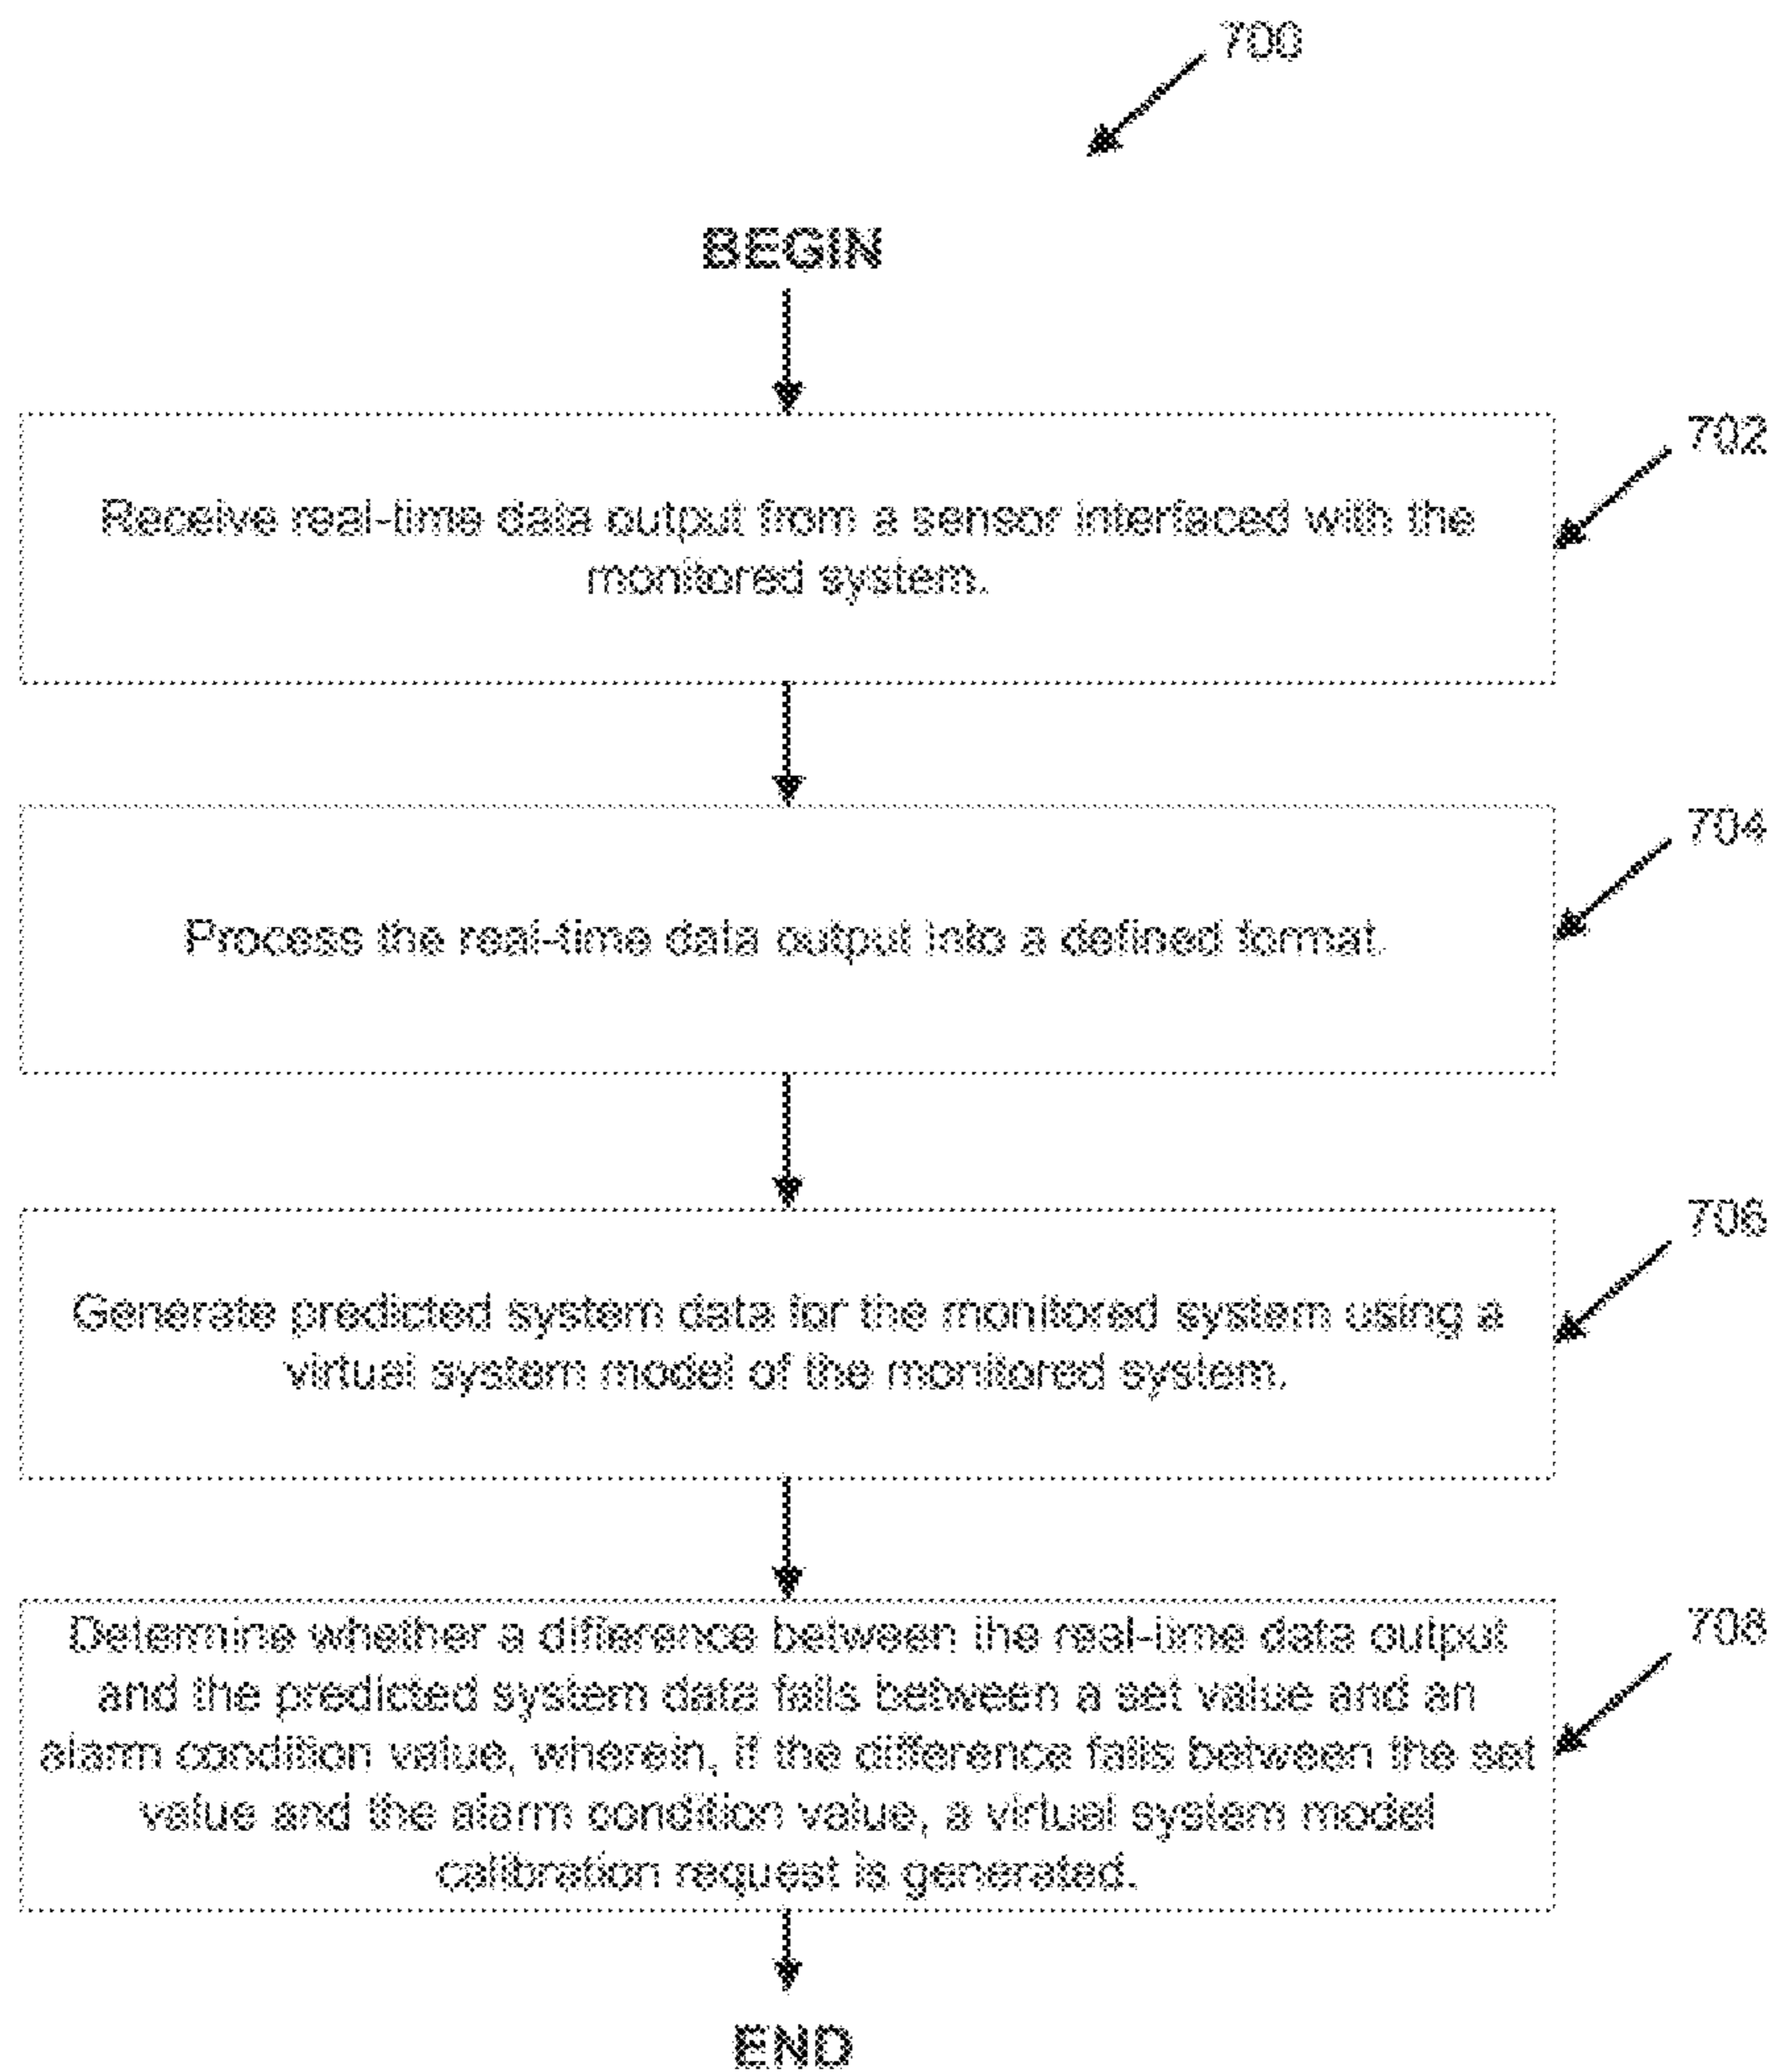 700
BEGIN
702
Receive real-time data output from a sensor interfaced with the
monitored system.
704
Process the real-time data output into a defined format.
706
Generate predicted system data for the monitored system using a
virtual system model of the monitored system.
708
Determine whether a difference between the real-time data output
and the predicted system data falls between a set value and an
alarm condition value, wherein, if the difference falls between the set
value and the alarm condition value, a virtual system model
calibration request is generated.
END